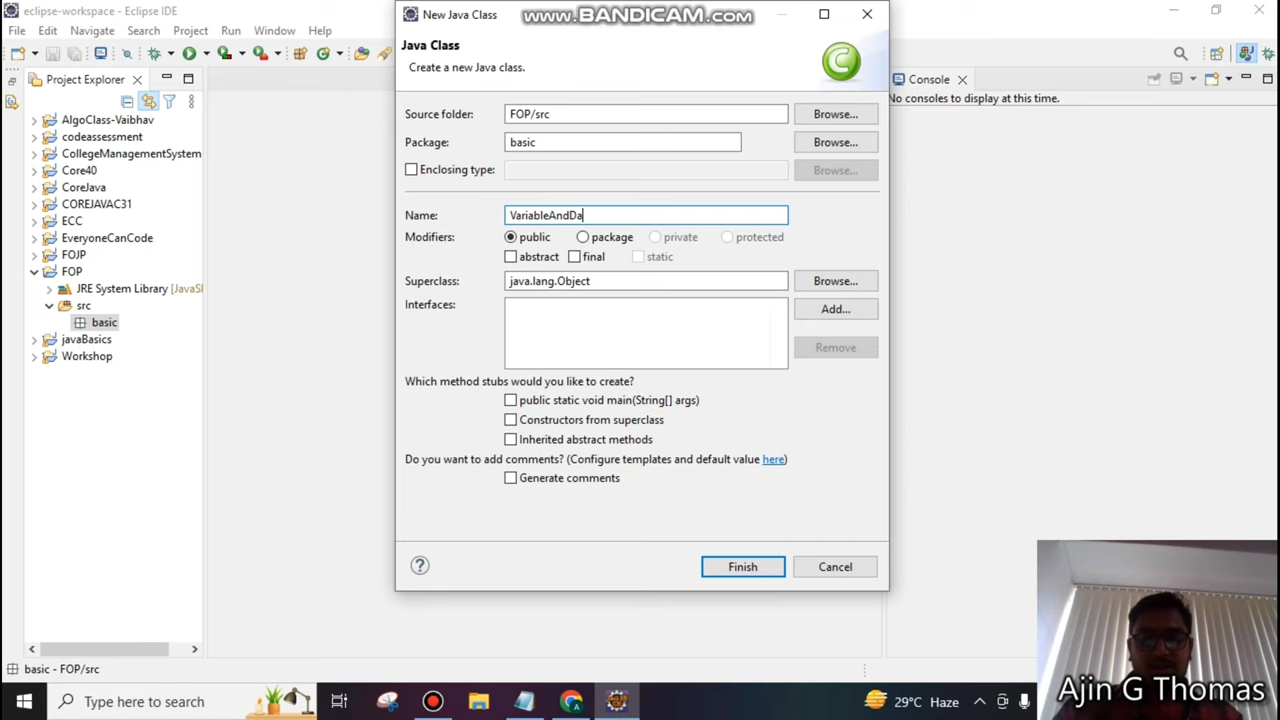 eclipse-workspace - Eclipse IDE
File Edit Navigate Search Project Run Window Help
Project Explorer
AlgoClass-Vaibhav
codeassessment
CollegeManagementSystem
Core40
CoreJava
COREJAVAC31
ECC
EveryoneCanCode
FOJP
FOP
JRE System Library [JavaSE
src
basic
javaBasics
Workshop
basic - FOP/src
New Java Class
www.BANDICAM.com
Java Class
Create a new Java class.
C
Source folder: FOP/src Browse...
Package: basic Browse...
Enclosing type: Browse...
Name: VariableAndDa
Modifiers: public package private protected
abstract final static
Superclass: java.lang.Object Browse...
Interfaces: Add...
Remove
Which method stubs would you like to create?
public static void main(String[] args)
Constructors from superclass
Inherited abstract methods
Do you want to add comments? (Configure templates and default value here)
Generate comments
? Finish Cancel
Console
No consoles to display at this time.
Ajin G Thomas
Type here to search
29°C Haze